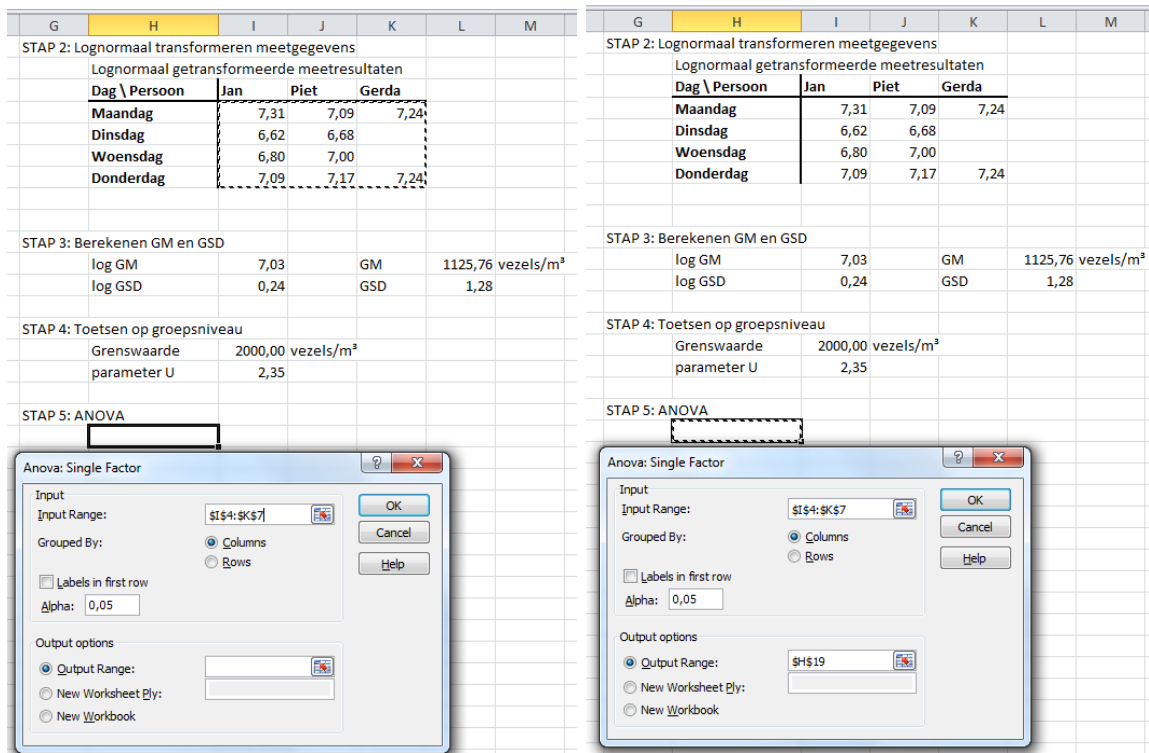 G H I J K L M
STAP 2: Lognormaal transformeren meetgegevens
Lognormaal getransformeerde meetresultaten
Dag \ Persoon Jan Piet Gerda
Maandag 7,31 7,09 7,24
Dinsdag 6,62 6,68
Woensdag 6,80 7,00
Donderdag 7,09 7,17 7,24
STAP 3: Berekenen GM en GSD
log GM 7,03 GM 1125,76 vezels/m³
log GSD 0,24 GSD 1,28
STAP 4: Toetsen op groepsniveau
Grenswaarde 2000,00 vezels/m³
parameter U 2,35
STAP 5: ANOVA
Anova: Single Factor
Input
Input Range: $I$4:$K$7
OK
Grouped By: Columns
Cancel
Rows
Help
Labels in first row
Alpha: 0,05
Output options
Output Range:
New Worksheet Ply:
New Workbook
G H I J K L M
STAP 2: Lognormaal transformeren meetgegevens
Lognormaal getransformeerde meetresultaten
Dag \ Persoon Jan Piet Gerda
Maandag 7,31 7,09 7,24
Dinsdag 6,62 6,68
Woensdag 6,80 7,00
Donderdag 7,09 7,17 7,24
STAP 3: Berekenen GM en GSD
log GM 7,03 GM 1125,76 vezels/m³
log GSD 0,24 GSD 1,28
STAP 4: Toetsen op groepsniveau
Grenswaarde 2000,00 vezels/m³
parameter U 2,35
STAP 5: ANOVA
Anova: Single Factor
Input
Input Range: $I$4:$K$7
OK
Grouped By: Columns
Cancel
Rows
Help
Labels in first row
Alpha: 0,05
Output options
Output Range: $H$19
New Worksheet Ply:
New Workbook